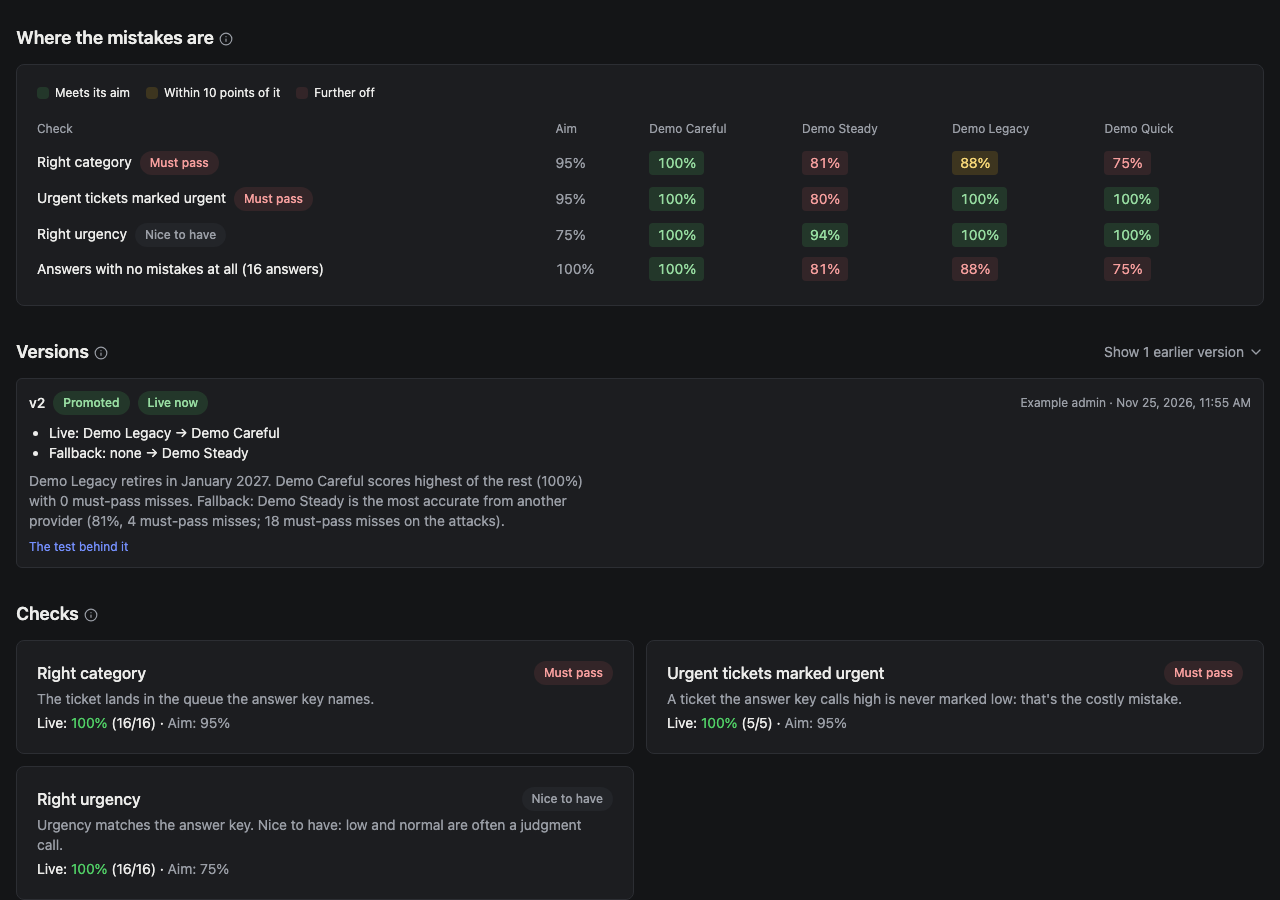 Where the mistakes are
Meets its aim Within 10 points of it Further off
Check Aim Demo Careful Demo Steady Demo Legacy Demo Quick
Right category Must pass 95% 100% 81% 88% 75%
Urgent tickets marked urgent Must pass 95% 100% 80% 100% 100%
Right urgency Nice to have 75% 100% 94% 100% 100%
Answers with no mistakes at all (16 answers) 100% 100% 81% 88% 75%
Versions Show 1 earlier version
v2 Promoted Live now Example admin · Nov 25, 2026, 11:55 AM
• Live: Demo Legacy → Demo Careful
• Fallback: none → Demo Steady
Demo Legacy retires in January 2027. Demo Careful scores highest of the rest (100%)
with 0 must-pass misses. Fallback: Demo Steady is the most accurate from another
provider (81%, 4 must-pass misses; 18 must-pass misses on the attacks).
The test behind it
Checks
Right category Must pass
The ticket lands in the queue the answer key names.
Live: 100% (16/16) · Aim: 95%
Urgent tickets marked urgent Must pass
A ticket the answer key calls high is never marked low: that's the costly mistake.
Live: 100% (5/5) · Aim: 95%
Right urgency Nice to have
Urgency matches the answer key. Nice to have: low and normal are often a judgment
call.
Live: 100% (16/16) · Aim: 75%